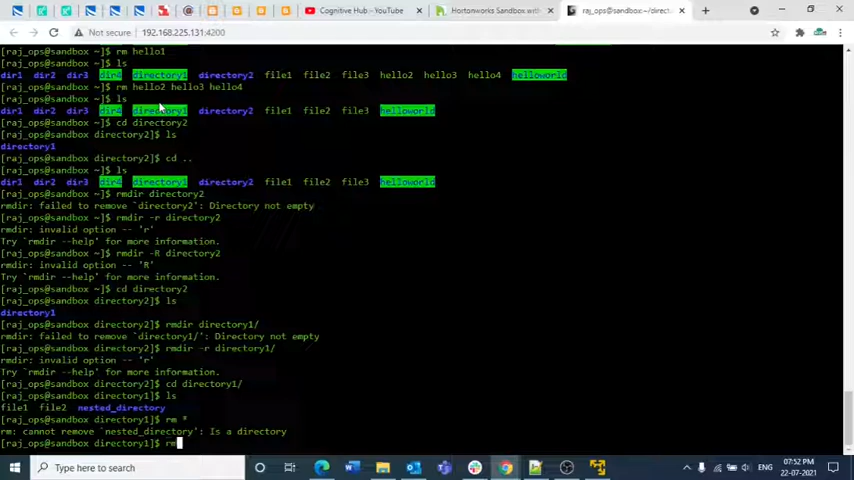 Cognitive Hub - YouTube
Hortonworks Sandbox with
raj_ops@sandbox:~/direct
192.168.225.131:4200
[raj_ops@sandbox ~]$ rm hello1
[raj_ops@sandbox ~]$ ls
dir1 dir2 dir3 dir4 directory1 directory2 file1 file2 file3 hello2 hello3 hello4 helloworld
[raj_ops@sandbox ~]$ rm hello2 hello3 hello4
[raj_ops@sandbox ~]$ ls
dir1 dir2 dir3 dir4 directory1 directory2 file1 file2 file3 helloworld
[raj_ops@sandbox ~]$ cd directory2
[raj_ops@sandbox directory2]$ ls
directory1
[raj_ops@sandbox directory2]$ cd ..
[raj_ops@sandbox ~]$ ls
dir1 dir2 dir3 dir4 directory1 directory2 file1 file2 file3 helloworld
[raj_ops@sandbox ~]$ rmdir directory2
rmdir: failed to remove `directory2': Directory not empty
[raj_ops@sandbox ~]$ rmdir -r directory2
rmdir: invalid option -- 'r'
Try `rmdir --help' for more information.
[raj_ops@sandbox ~]$ rmdir -R directory2
rmdir: invalid option -- 'R'
Try `rmdir --help' for more information.
[raj_ops@sandbox ~]$ cd directory2
[raj_ops@sandbox directory2]$ ls
directory1
[raj_ops@sandbox directory2]$ rmdir directory1/
rmdir: failed to remove `directory1/': Directory not empty
[raj_ops@sandbox directory2]$ rmdir -r directory1/
rmdir: invalid option -- 'r'
Try `rmdir --help' for more information.
[raj_ops@sandbox directory2]$ cd directory1/
[raj_ops@sandbox directory1]$ ls
file1 file2 nested_directory
[raj_ops@sandbox directory1]$ rm *
rm: cannot remove `nested_directory': Is a directory
[raj_ops@sandbox directory1]$ rm
Type here to search
ENG
07:52 PM
22-07-2021